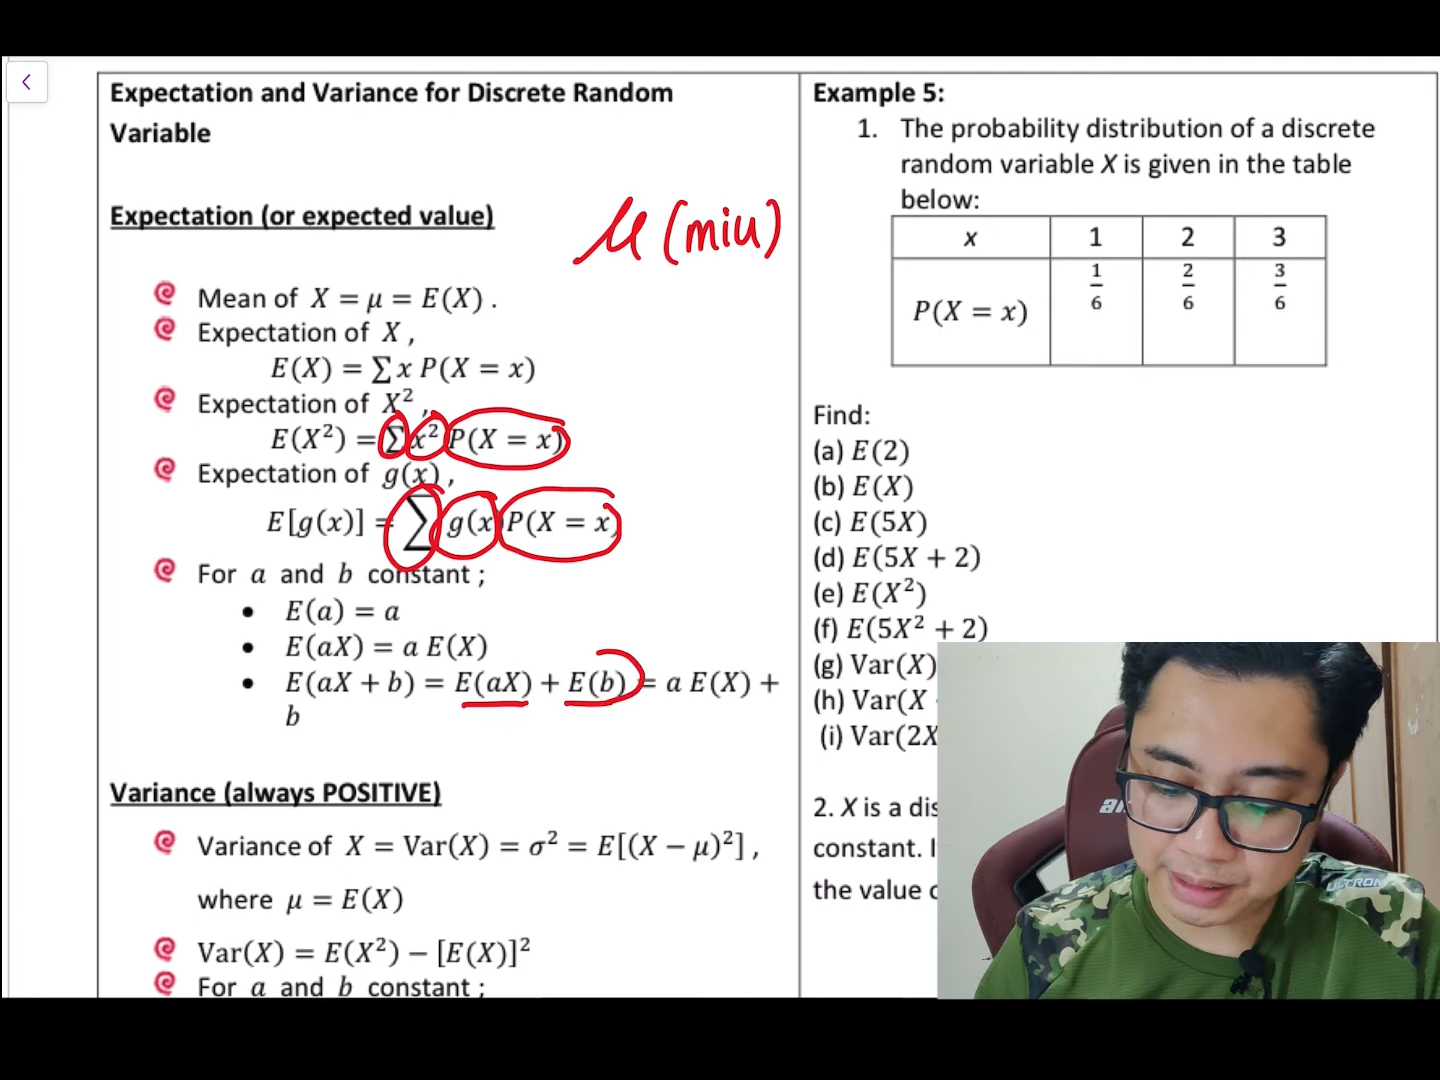 Expectation and Variance for Discrete Random
Variable
Expectation (or expected value)
μ (miu)
Mean of X = μ = E(X) .
Expectation of X ,
E(X) = ∑ x P(X = x)
Expectation of X² ,
E(X²) = ∑ x² P(X = x)
Expectation of g(x),
E[g(x)] = ∑ g(x) P(X = x)
For a and b constant ;
• E(a) = a
• E(aX) = a E(X)
• E(aX + b) = E(aX) + E(b) = a E(X) +
b
Variance (always POSITIVE)
Variance of X = Var(X) = σ² = E[(X − μ)²] ,
where μ = E(X)
Var(X) = E(X²) − [E(X)]²
For a and b constant ;
Example 5:
1. The probability distribution of a discrete
random variable X is given in the table
below:
x 1 2 3
P(X = x) 1/6 2/6 3/6
Find:
(a) E(2)
(b) E(X)
(c) E(5X)
(d) E(5X + 2)
(e) E(X²)
(f) E(5X² + 2)
(g) Var(X)
(h) Var(X
(i) Var(2X
2. X is a dis
constant. I
the value
ULTRON